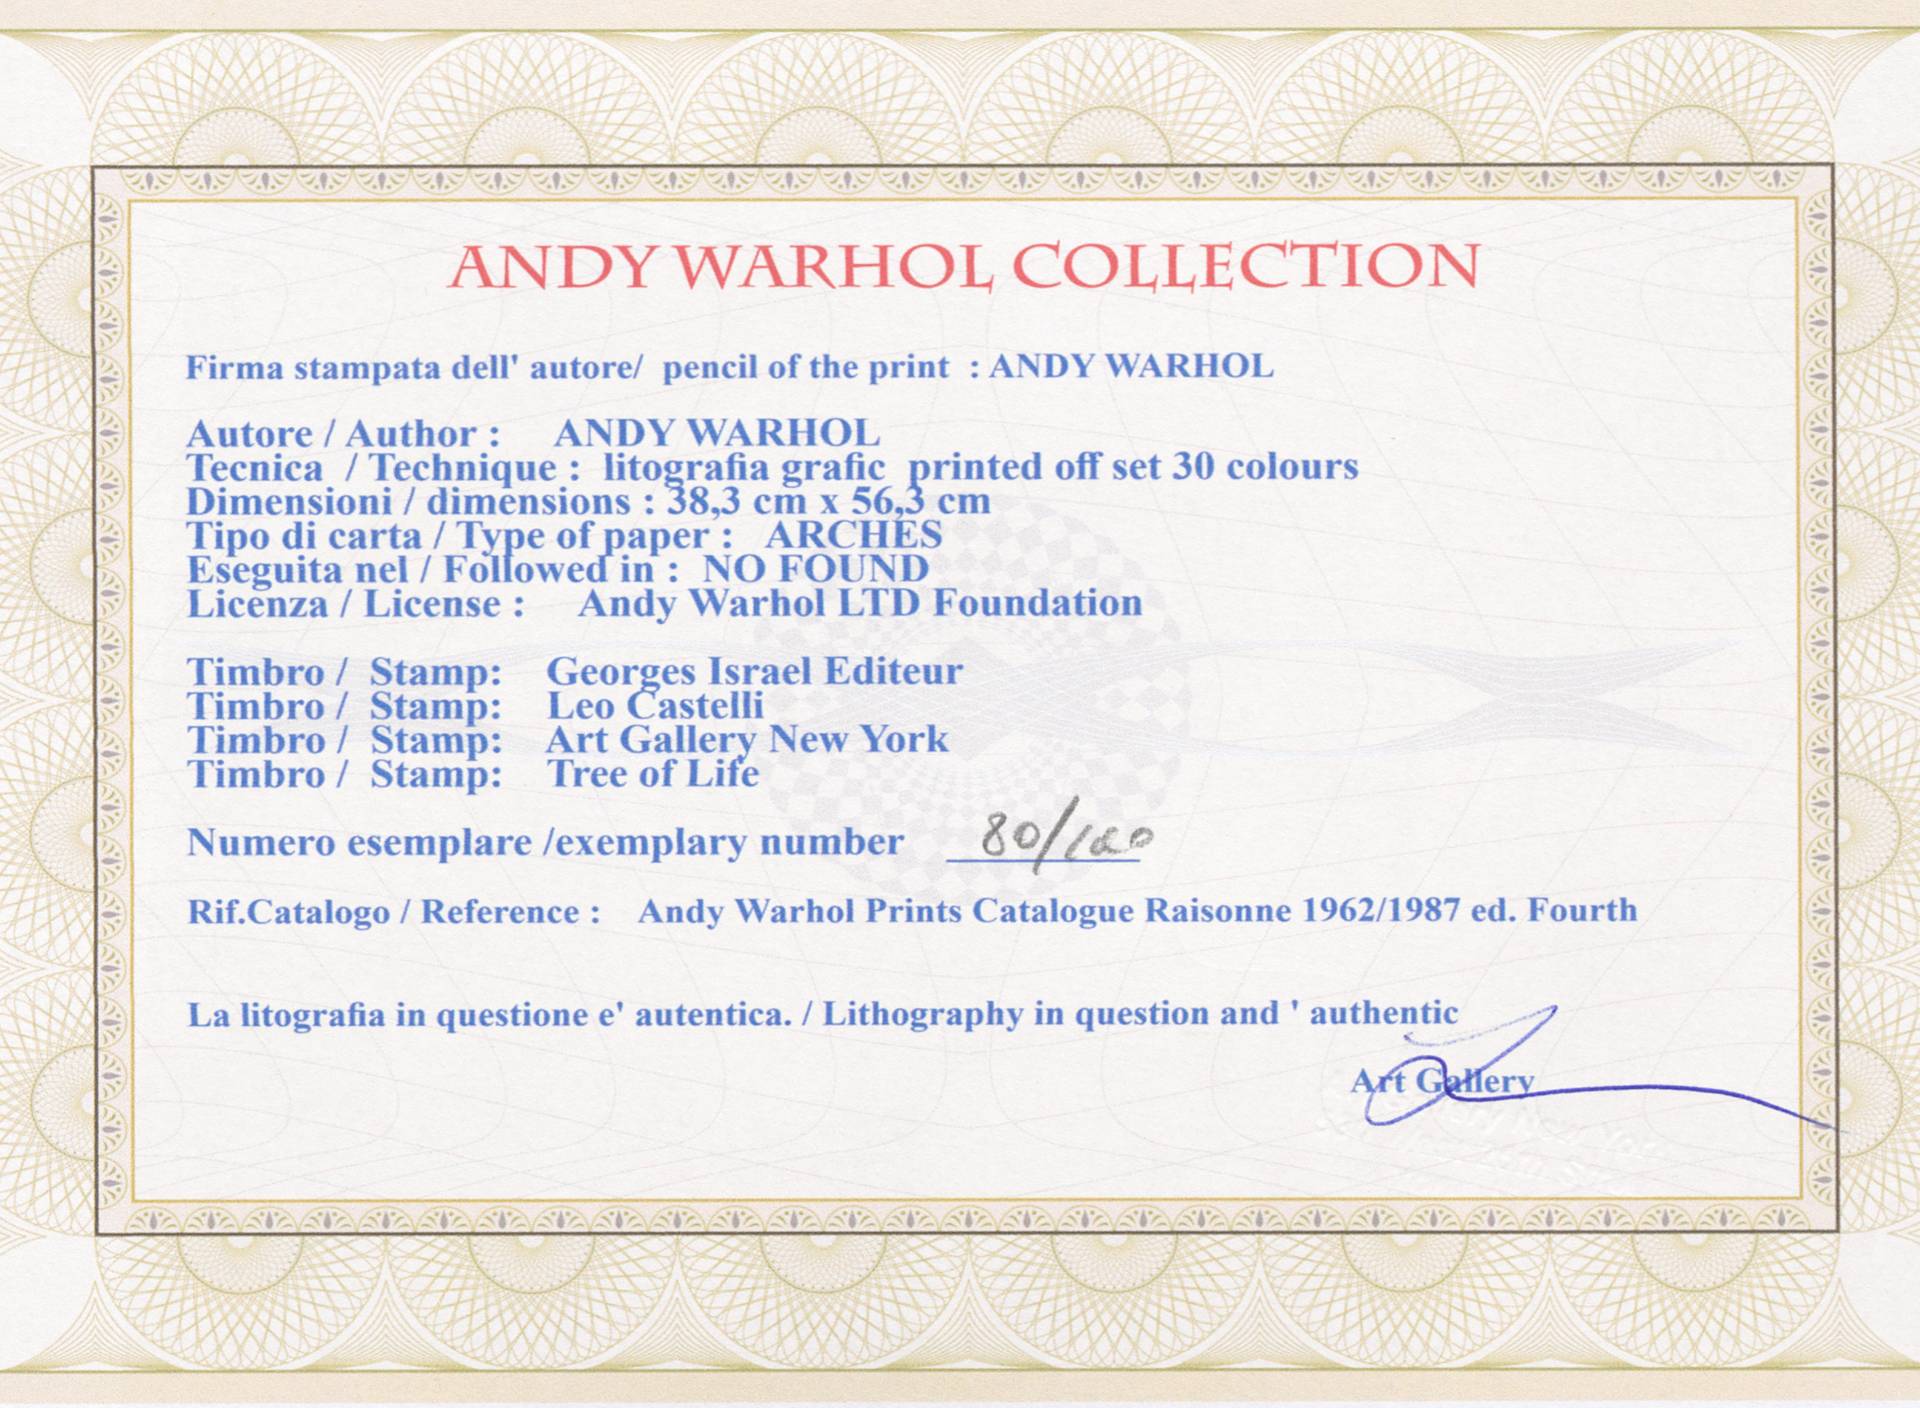 ANDY WARHOL COLLECTION
Firma stampata dell' autore/ pencil of the print : ANDY WARHOL
Autore / Author : ANDY WARHOL
Tecnica / Technique : litografia grafic printed off set 30 colours
Dimensioni / dimensions : 38,3 cm x 56,3 cm
Tipo di carta / Type of paper : ARCHES
Eseguita nel / Followed in : NO FOUND
Licenza / License : Andy Warhol LTD Foundation
Timbro / Stamp: Georges Israel Editeur
Timbro / Stamp: Leo Castelli
Timbro / Stamp: Art Gallery New York
Timbro / Stamp: Tree of Life
Numero esemplare /exemplary number 80/100
Rif.Catalogo / Reference : Andy Warhol Prints Catalogue Raisonne 1962/1987 ed. Fourth
La litografia in questione e' autentica. / Lithography in question and ' authentic
Art Gallery